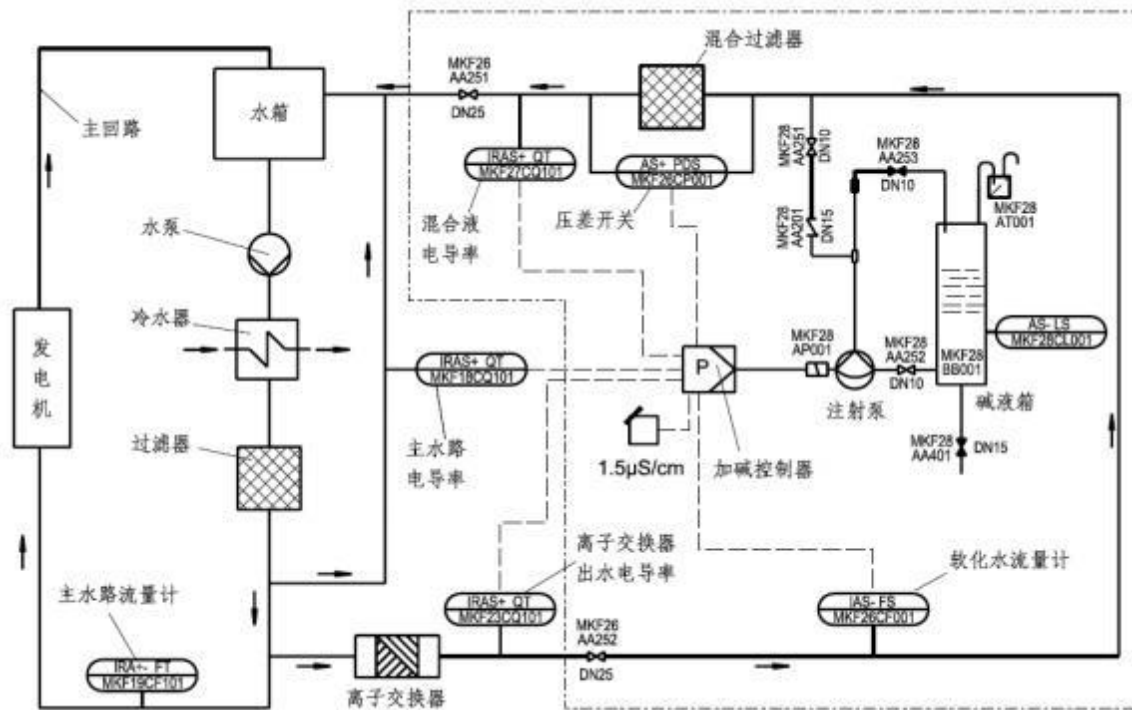 混合过滤器
MKF26
AA251
DN25
水箱
主回路
IRAS+ QT
MKF27CQ101
AS+ PDS
MKF26CP001
MKF28
AA251
DN10
MKF28
AA253
DN10
MKF28
AT001
混合液
电导率
压差开关
MKF28
AA201
DN15
水泵
冷水器
发电机
IRAS+ QT
MKF18CQ101
P
MKF28
AP001
MKF28
AA252
DN10
MKF28
BB001
AS- LS
MKF28CL001
注射泵
碱液箱
过滤器
主水路
电导率
1.5μS/cm
加碱控制器
MKF28
AA401
DN15
主水路流量计
离子交换器
出水电导率
软化水流量计
IRAS+ QT
MKF23CQ101
IAS- FS
MKF26CF001
MKF26
AA252
DN25
IRA+- FT
MKF19CF101
离子交换器